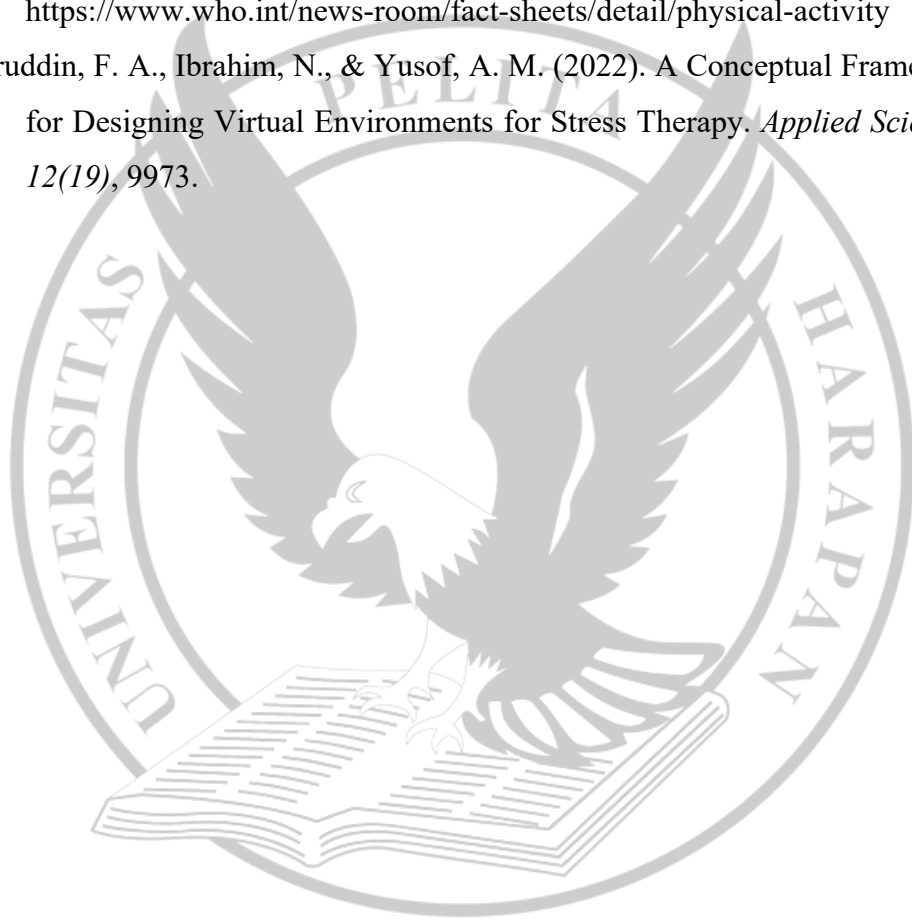 https://www.who.int/news-room/fact-sheets/detail/physical-activity
ruddin, F. A., Ibrahim, N., & Yusof, A. M. (2022). A Conceptual Frame
for Designing Virtual Environments for Stress Therapy. Applied Scie
12(19), 9973.
UNIVERSITAS PELITA HARAPAN